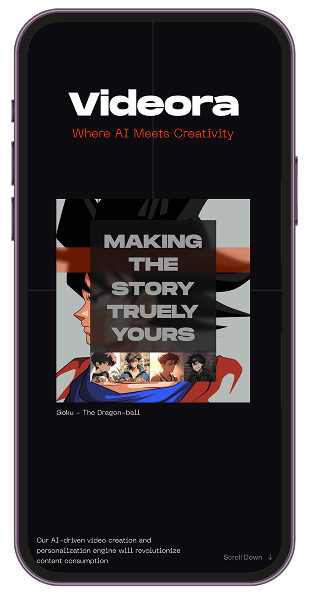 Videora
Where AI Meets Creativity
MAKING
THE
STORY
TRUELY
YOURS
Goku - The Dragon-ball
Our AI-driven video creation and
personalization engine will revolutionize
content consumption
Scroll Down ↓